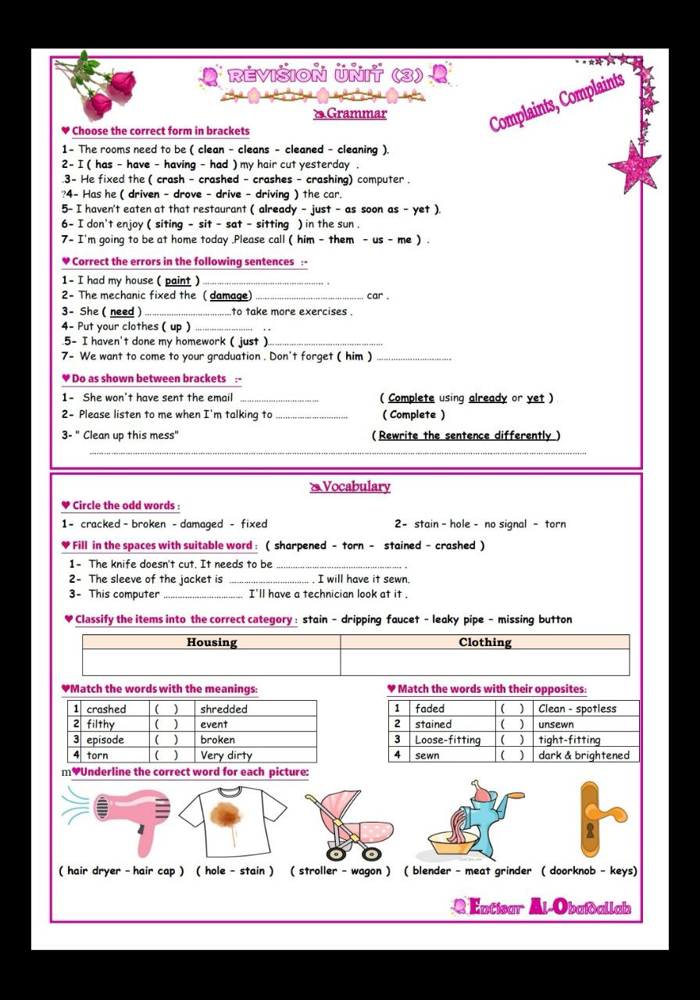 REVISION UNIT (3)
Complaints, Complaints
Grammar
♥ Choose the correct form in brackets
1- The rooms need to be ( clean – cleans - cleaned – cleaning ).
2- I ( has – have – having – had ) my hair cut yesterday .
.3- He fixed the ( crash – crashed – crashes – crashing) computer .
?4- Has he ( driven – drove – drive – driving ) the car.
5- I haven't eaten at that restaurant ( already – just – as soon as – yet ).
6- I don't enjoy ( siting - sit – sat – sitting ) in the sun .
7- I'm going to be at home today .Please call ( him – them – us – me ) .
♥ Correct the errors in the following sentences :-
1- I had my house ( paint ) ………………………………………….. .
2- The mechanic fixed the ( damage) …………………………………………. car .
3- She ( need ) ………………………………to take more exercises .
4- Put your clothes ( up ) …………………… ..
.5- I haven't done my homework ( just )…………………………………………
7- We want to come to your graduation . Don't forget ( him ) ………………………….
♥ Do as shown between brackets :-
1- She won't have sent the email …………………………… ( Complete using already or yet )
2- Please listen to me when I'm talking to ………………………… ( Complete )
3- " Clean up this mess" ( Rewrite the sentence differently )
……………………………………………………………………………………………………………………………………
Vocabulary
♥ Circle the odd words :
1- cracked – broken - damaged - fixed 2- stain – hole - no signal - torn
♥ Fill in the spaces with suitable word : ( sharpened – torn - stained – crashed )
1- The knife doesn't cut. It needs to be …………………………………………… .
2- The sleeve of the jacket is …………………………… . I will have it sewn.
3- This computer …………………………… I'll have a technician look at it .
♥ Classify the items into the correct category : stain – dripping faucet – leaky pipe – missing button
Housing Clothing
♥Match the words with the meanings:
1 crashed ( ) shredded
2 filthy ( ) event
3 episode ( ) broken
4 torn ( ) Very dirty
♥ Match the words with their opposites:
1 faded ( ) Clean - spotless
2 stained ( ) unsewn
3 Loose-fitting ( ) tight-fitting
4 sewn ( ) dark & brightened
m♥Underline the correct word for each picture:
( hair dryer – hair cap ) ( hole – stain ) ( stroller – wagon ) ( blender – meat grinder ( doorknob – keys)
Entisar Al-Obaidallah